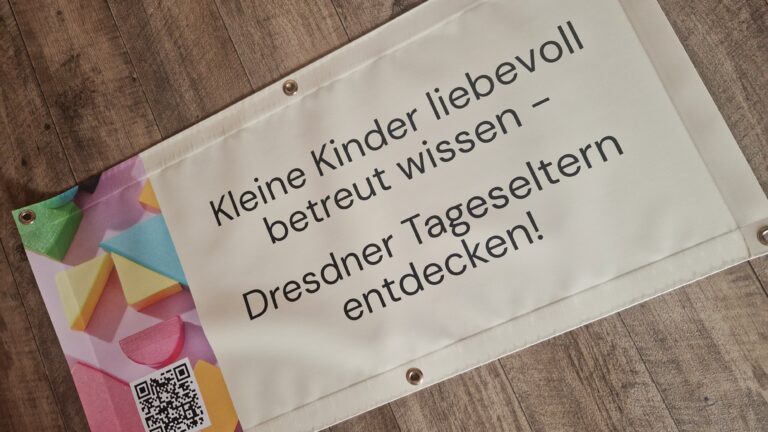 Kleine Kinder liebevoll
betreut wissen –
Dresdner Tageseltern
entdecken!